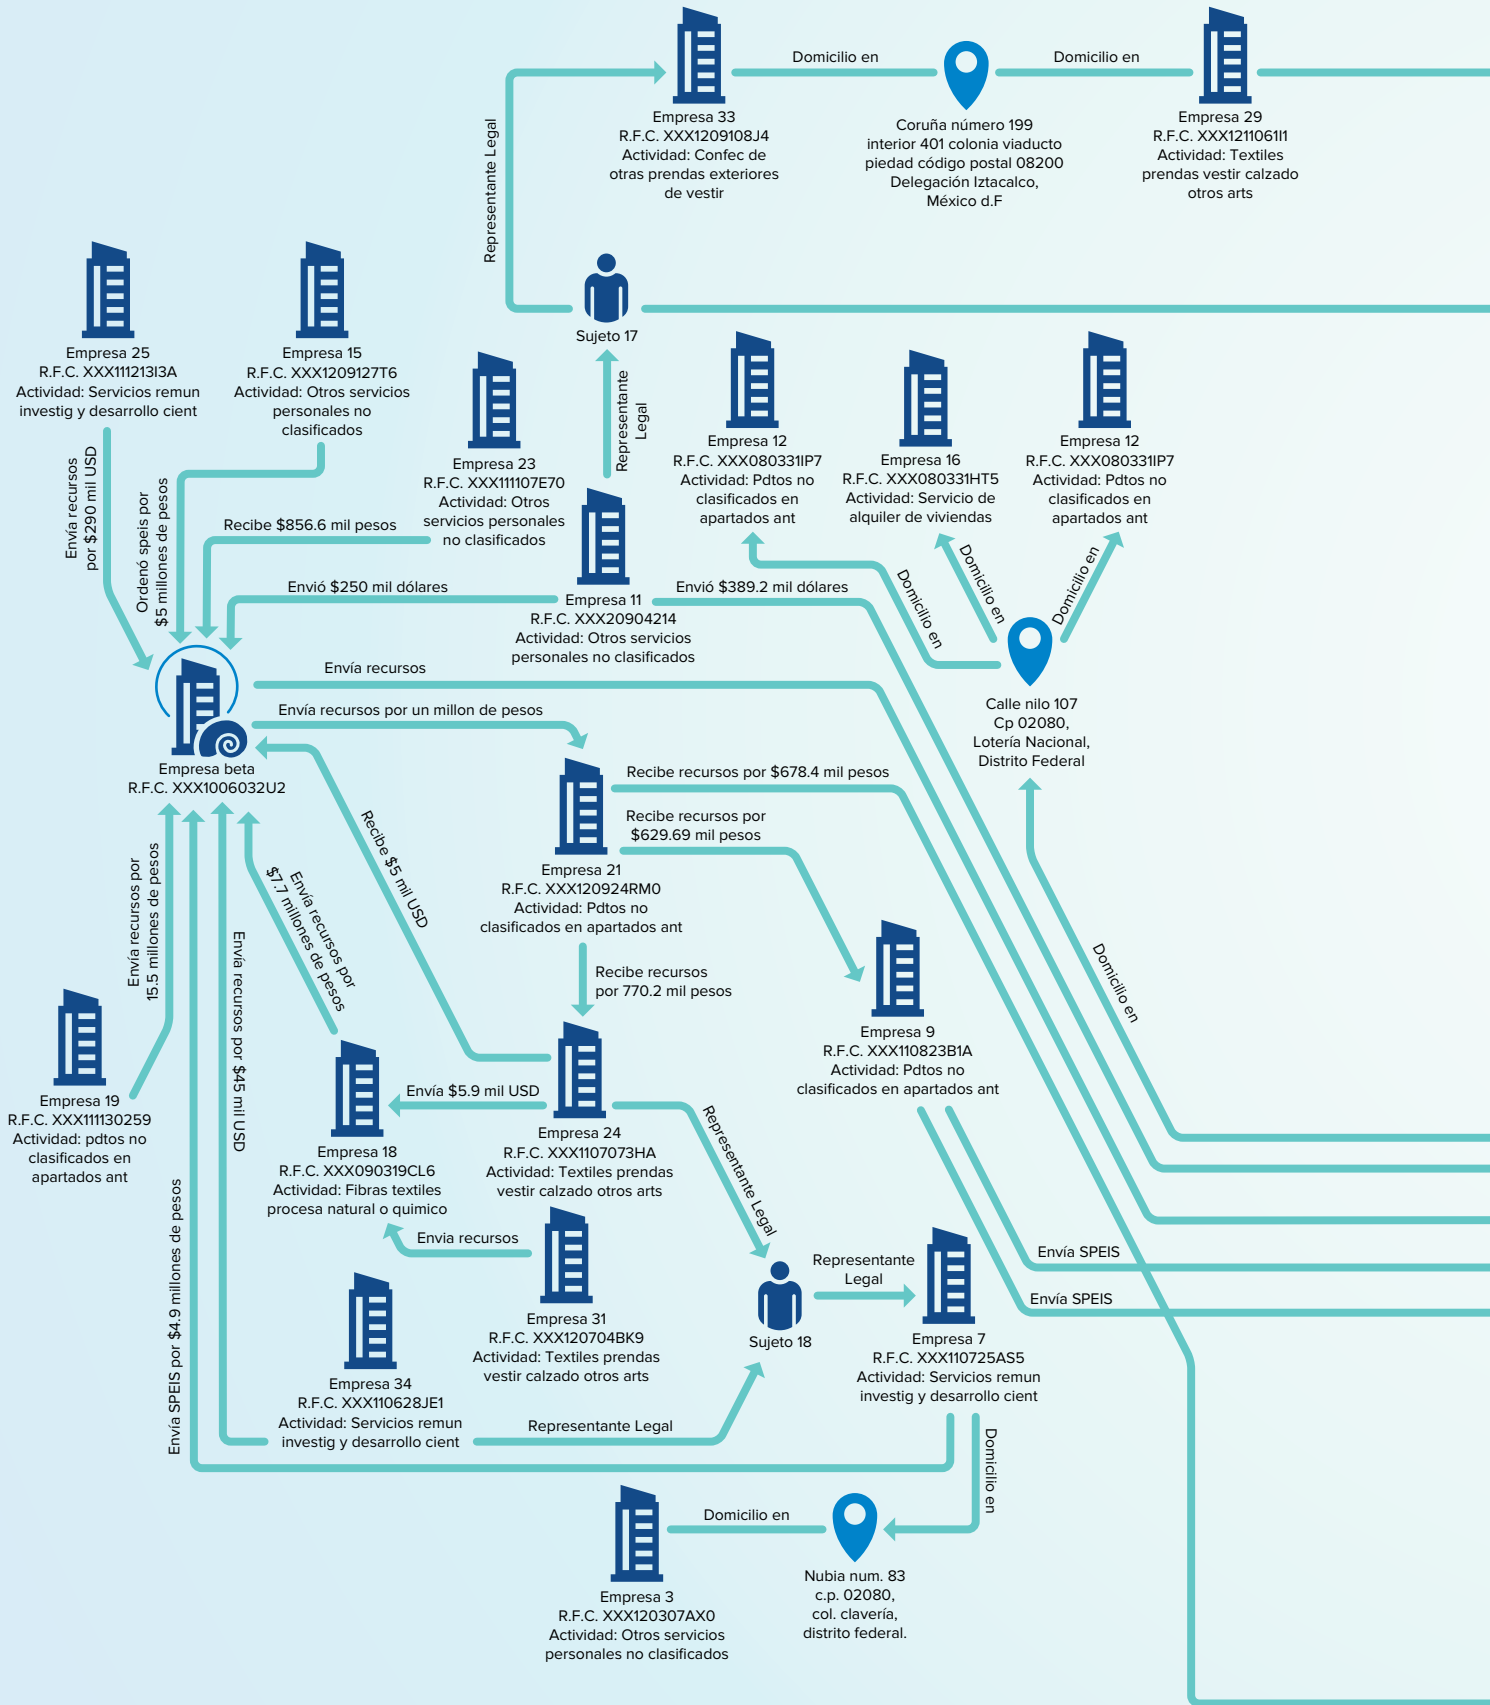 Domicilio en
Domicilio en
Empresa 33
R.F.C. XXX1209108J4
Actividad: Confec de
otras prendas exteriores
de vestir
Coruña número 199
interior 401 colonia viaducto
piedad código postal 08200
Delegación Iztacalco,
México d.F
Empresa 29
R.F.C. XXX1211061I1
Actividad: Textiles
prendas vestir calzado
otros arts
Representante Legal
Sujeto 17
Empresa 25
R.F.C. XXX111213I3A
Actividad: Servicios remun
investig y desarrollo cient
Empresa 15
R.F.C. XXX1209127T6
Actividad: Otros servicios
personales no
clasificados
Representante
Legal
Empresa 23
R.F.C. XXX111107E70
Actividad: Otros
servicios personales
no clasificados
Empresa 12
R.F.C. XXX080331IP7
Actividad: Pdtos no
clasificados en
apartados ant
Empresa 16
R.F.C. XXX080331HT5
Actividad: Servicio de
alquiler de viviendas
Empresa 12
R.F.C. XXX080331IP7
Actividad: Pdtos no
clasificados en
apartados ant
Envía recursos
por $290 mil USD
Ordenó speis por
$5 millones de pesos
Recibe $856.6 mil pesos
Envió $250 mil dólares
Empresa 11
R.F.C. XXX20904214
Actividad: Otros servicios
personales no clasificados
Envió $389.2 mil dólares
Domicilio en
Domicilio en
Domicilio en
Calle nilo 107
Cp 02080,
Lotería Nacional,
Distrito Federal
Envía recursos
Envía recursos por un millon de pesos
Empresa beta
R.F.C. XXX1006032U2
Recibe recursos por $678.4 mil pesos
Recibe recursos por
$629.69 mil pesos
Empresa 21
R.F.C. XXX120924RM0
Actividad: Pdtos no
clasificados en apartados ant
Recibe $5 mil USD
Envía recursos por
15.5 millones de pesos
Envía recursos por
$7.7 millones de pesos
Envía recursos por $45 mil USD
Recibe recursos
por 770.2 mil pesos
Domicilio en
Empresa 9
R.F.C. XXX110823B1A
Actividad: Pdtos no
clasificados en apartados ant
Empresa 19
R.F.C. XXX111130259
Actividad: pdtos no
clasificados en
apartados ant
Envía $5.9 mil USD
Empresa 18
R.F.C. XXX090319CL6
Actividad: Fibras textiles
procesa natural o quimico
Empresa 24
R.F.C. XXX1107073HA
Actividad: Textiles prendas
vestir calzado otros arts
Representante Legal
Envía SPEIS por $4.9 millones de pesos
Envia recursos
Empresa 31
R.F.C. XXX120704BK9
Actividad: Textiles prendas
vestir calzado otros arts
Sujeto 18
Representante
Legal
Empresa 7
R.F.C. XXX110725AS5
Actividad: Servicios remun
investig y desarrollo cient
Envía SPEIS
Envía SPEIS
Empresa 34
R.F.C. XXX110628JE1
Actividad: Servicios remun
investig y desarrollo cient
Representante Legal
Domicilio en
Domicilio en
Empresa 3
R.F.C. XXX120307AX0
Actividad: Otros servicios
personales no clasificados
Nubia num. 83
c.p. 02080,
col. clavería,
distrito federal.